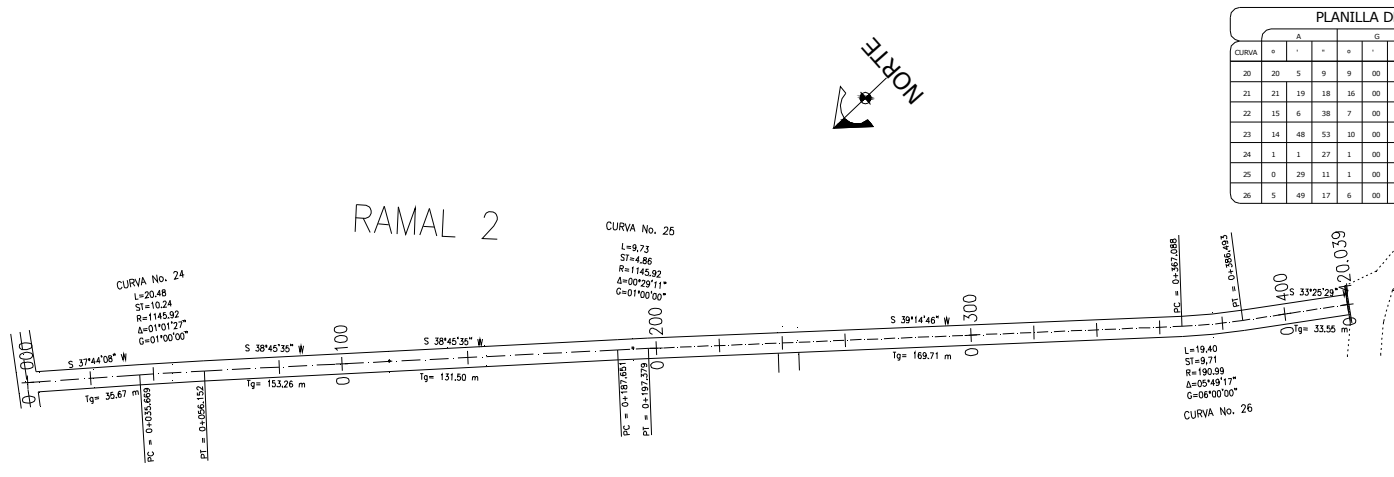 PLANILLA D
A G
CURVA ° ' " ° '
20 20 5 9 9 00
21 21 19 18 16 00
22 15 6 38 7 00
23 14 48 53 10 00
24 1 1 27 1 00
25 0 29 11 1 00
26 5 49 17 6 00
NORTE
RAMAL 2
CURVA No. 24
L=20.48
ST=10.24
R=1145.92
Δ=01°01'27"
G=01°00'00"
CURVA No. 25
L=9.73
ST=4.86
R=1145.92
Δ=00°29'11"
G=01°00'00"
PC = 0+367.088
PT = 0+386.493
420.039
0
S 33°25'29" W
0 400
Tg= 33.55 m
0 000
S 37°44'08" W
Tg= 35.67 m
PC = 0+035.669
PT = 0+056.152
S 38°45'35" W
Tg= 153.26 m
0 100
S 38°45'35" W
Tg= 131.50 m
PC = 0+187.651
PT = 0+197.379
0 200
S 39°14'46" W
Tg= 169.71 m
0 300
L=19.40
ST=9.71
R=190.99
Δ=05°49'17"
G=06°00'00"
CURVA No. 26